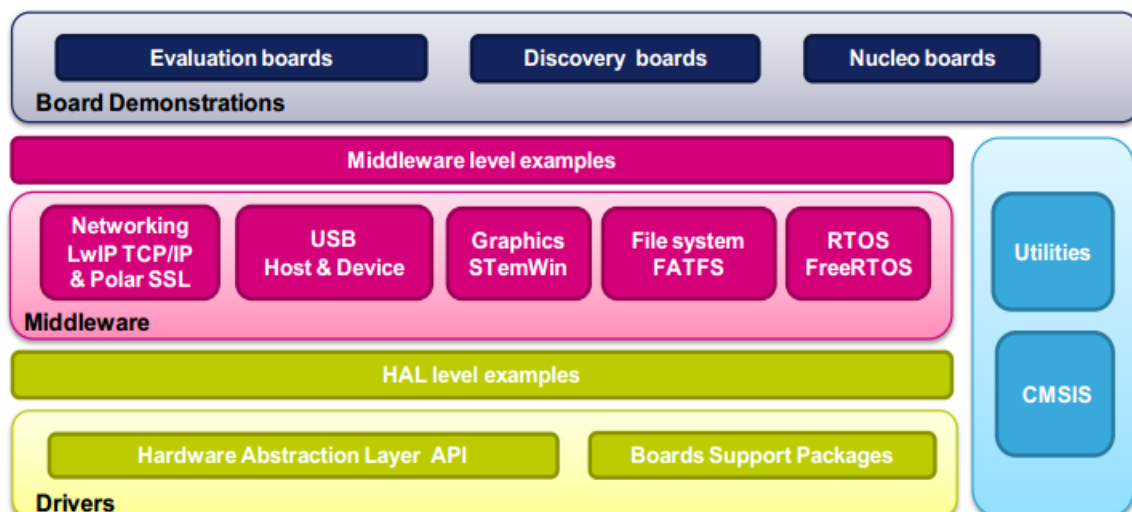 Evaluation boards
Discovery boards
Nucleo boards
Board Demonstrations
Middleware level examples
Networking
LwIP TCP/IP
& Polar SSL
USB
Host & Device
Graphics
STemWin
File system
FATFS
RTOS
FreeRTOS
Middleware
HAL level examples
Hardware Abstraction Layer API
Boards Support Packages
Drivers
Utilities
CMSIS